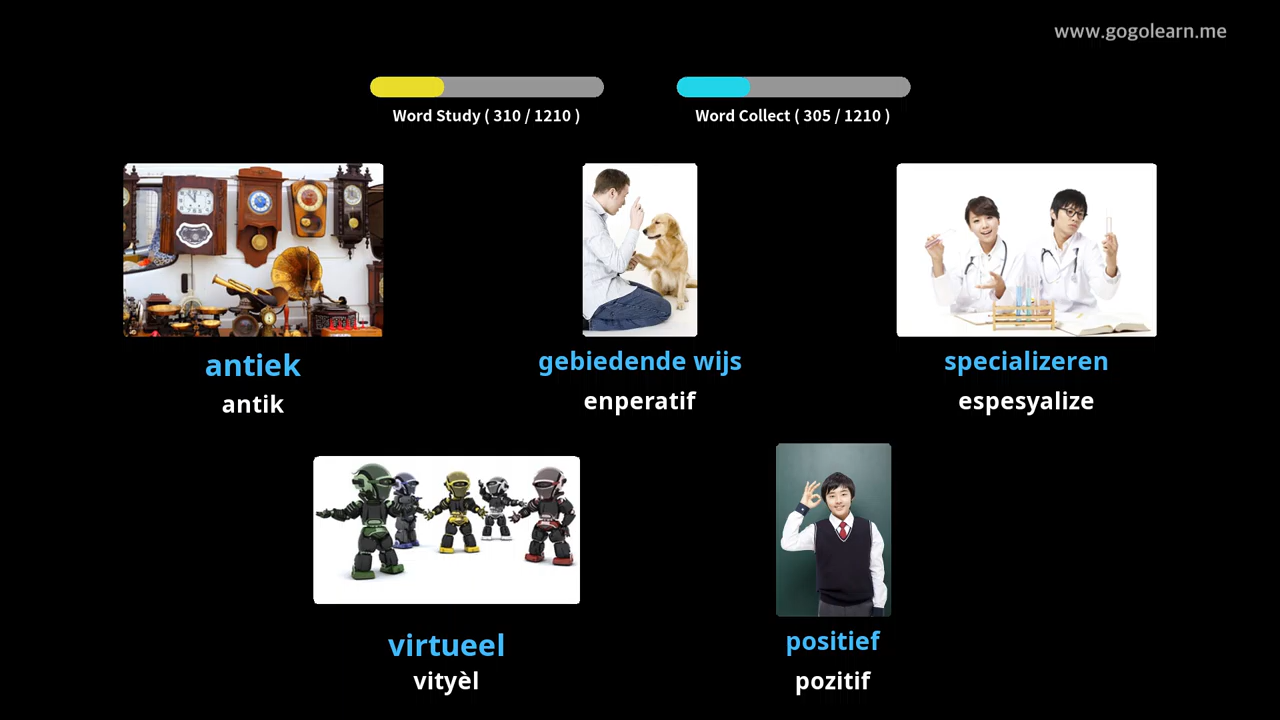 www.gogolearn.me
Word Study ( 310 / 1210 )
Word Collect ( 305 / 1210 )
antiek
antik
gebiedende wijs
enperatif
specializeren
espesyalize
virtueel
vityèl
positief
pozitif